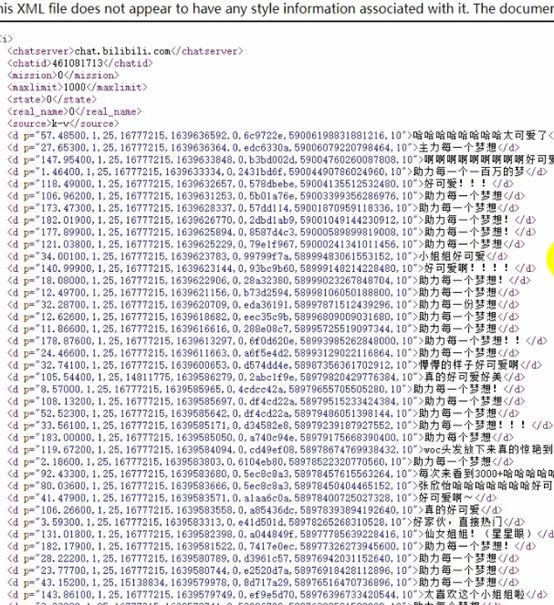 his XML file does not appear to have any style information associated with it. The documen
<i>
<chatserver>chat.bilibili.com</chatserver>
<chatid>461081713</chatid>
<mission>0</mission>
<maxlimit>1000</maxlimit>
<state>0</state>
<real_name>0</real_name>
<source>k-v</source>
<d p="57.48500,1,25,16777215,1639636592,0,6c9722e,59006198831881216,10">哈哈哈哈哈哈哈哈太可爱了</d
<d p="27.65300,1,25,16777215,1639636364,0,edc6330a,59006079220798464,10">主力每一个梦想</d>
<d p="147.95400,1,25,16777215,1639633848,0,b3bd002d,59004760260087808,10">啊啊啊啊啊啊啊啊啊好可爱
<d p="1.46400,1,25,16777215,1639633334,0,2431bd6f,59004490786024960,10">助力每一个一百万的梦</d>
<d p="118.49000,1,25,16777215,1639632657,0,578dbebe,59004135512532480,10">好可爱！！！</d>
<d p="106.96200,1,25,16777215,1639631253,0,5b01a76e,59003399356286976,10">助力每一个梦想</d>
<d p="173.47300,1,25,16777215,1639628337,0,57dd114,59001870959118336,10">助力每一个梦想！</d>
<d p="182.01900,1,25,16777215,1639626770,0,2dbd1ab9,59001049144230912,10">助力每一个梦想！</d>
<d p="177.89900,1,25,16777215,1639625894,0,8587d4c3,59000589899819008,10">助力每一个梦想！</d>
<d p="121.03800,1,25,16777215,1639625229,0,79e1f967,59000241341011456,10">助力每一个梦想</d>
<d p="34.00100,1,25,16777215,1639623763,0,99799f7a,58999483061553152,10">小姐姐好可爱</d>
<d p="140.99900,1,25,16777215,1639623144,0,93bc9b60,58999148214228480,10">好可爱啊！！！！</d>
<d p="18.08000,1,25,16777215,1639622906,0,28a32380,58999023267848704,10">助力每一个梦想！</d>
<d p="12.49700,1,25,16777215,1639621156,0,b73d2594,58998106050188800,10">助力每一个梦想</d>
<d p="32.28700,1,25,16777215,1639620709,0,eda36191,58997871512439296,10">助力每一份梦想</d>
<d p="12.62600,1,25,16777215,1639618682,0,eec35c9b,58996809009031680,10">助力每一个梦想</d>
<d p="11.86600,1,25,16777215,1639616616,0,288e08c7,58995725519097344,10">助力每一个梦想</d>
<d p="178.87600,1,25,16777215,1639613297,0,6f0d620e,58993985262848000,10">助力每一个梦想！！</d>
<d p="24.46600,1,25,16777215,1639611663,0,a6f5e4d2,58993129022116864,10">助力每一个梦想</d>
<d p="32.74100,1,25,16777215,1639600653,0,d574dd4e,58987356361702912,10">儚儚的样子好可爱啊</d>
<d p="105.54400,1,25,14811775,1639586279,0,2abc1f9e,58979820429776384,10">真的好可爱好美</d>
<d p="8.57000,1,25,16777215,1639585965,0,4cdcc42a,58979655705505280,10">助力每一个梦想！</d>
<d p="108.13200,1,25,16777215,1639585697,0,df4cd22a,58979515233424384,10">助力每一个梦想</d>
<d p="52.52300,1,25,16777215,1639585642,0,df4cd22a,58979486051398144,10">助力每一个梦想</d>
<d p="33.56100,1,25,16777215,1639585171,0,d34582e8,58979239187927552,10">助力每一个梦想！！！</d>
<d p="183.00000,1,25,16777215,1639585050,0,a740c94e,58979175668390400,10">助力每个梦想</d>
<d p="119.67200,1,25,16777215,1639584094,0,cd49ef08,58978674769938432,10">woc头发放下来真的惊艳到
<d p="2.18600,1,25,16777215,1639583803,0,6104eb80,58978522320770560,10">助力每一个梦想</d>
<d p="92.43300,1,25,16777215,1639583680,0,5ec8c8a3,58978457615663104,10">每次来看到3000+哈哈哈哈
<d p="80.03600,1,25,16777215,1639583666,0,5ec8c8a3,58978450404465152,10">张欣怡哈哈哈哈哈哈好可
<d p="41.47900,1,25,16777215,1639583571,0,a1aa6c0a,58978400725027328,10">好可爱啊~</d>
<d p="106.26600,1,25,16777215,1639583558,0,a85436dc,58978393894192640,10">真的好可爱</d>
<d p="3.59300,1,25,16777215,1639583313,0,e41d501d,58978265268310528,10">好家伙，直接热门</d>
<d p="131.01800,1,25,16777215,1639582398,0,a044849f,58977785639228416,10">仙女姐姐！（星星眼）</d>
<d p="182.17900,1,25,16777215,1639581522,0,7417e0ec,58977326273945600,10">助力每一个梦想！</d>
<d p="28.22200,1,25,16777215,1639580789,0,d3961c57,58976942031152640,10">助力每一个梦想</d>
<d p="23.77700,1,25,16777215,1639580744,0,e2520d7a,58976918428112896,10">助力每一个梦想</d>
<d p="43.15200,1,25,15138834,1639579978,0,8d717a29,58976516470736896,10">助力每一个梦想</d>
<d p="143.86100,1,25,16777215,1639579749,0,ef9e5d70,58976396733420544,10">太喜欢这个小姐姐啦</d>